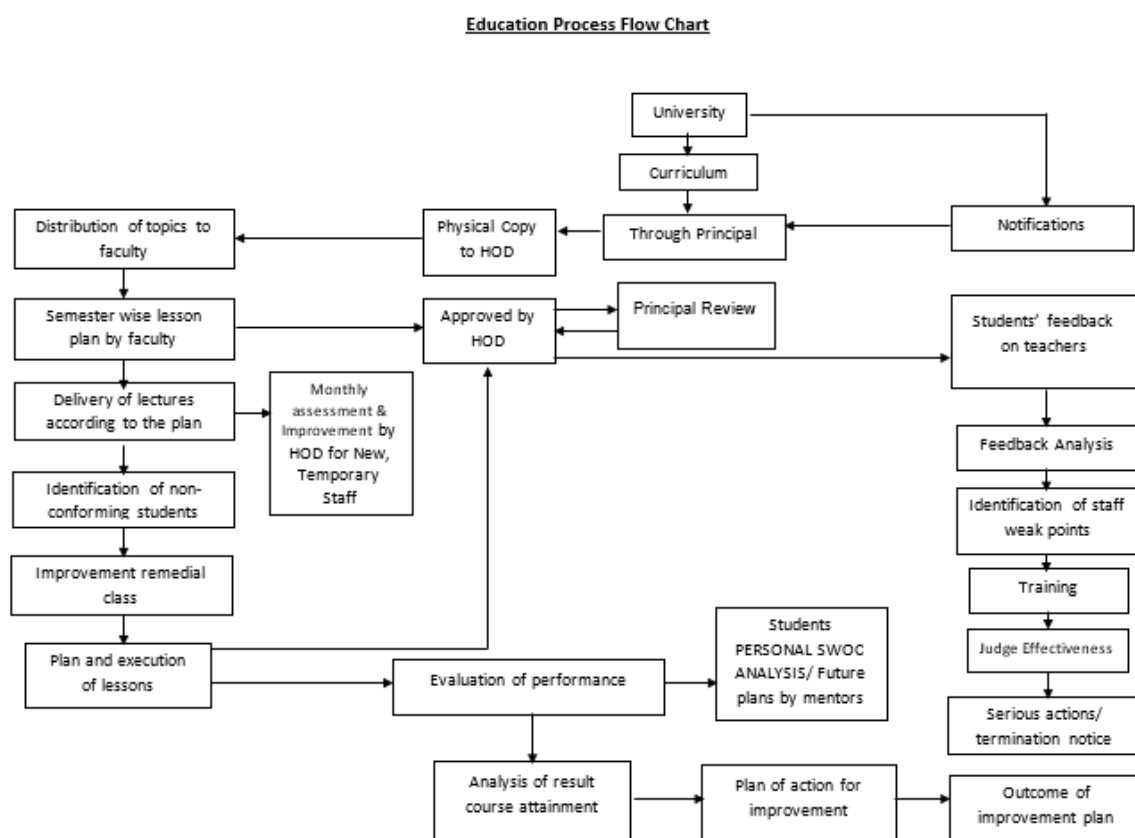 Education Process Flow Chart
University
Curriculum
Distribution of topics to
faculty
Physical Copy
to HOD
Through Principal
Notifications
Semester wise lesson
plan by faculty
Approved by
HOD
Principal Review
Students' feedback
on teachers
Delivery of lectures
according to the plan
Monthly
assessment &
Improvement by
HOD for New,
Temporary
Staff
Feedback Analysis
Identification of non-
conforming students
Identification of staff
weak points
Improvement remedial
class
Training
Plan and execution
of lessons
Evaluation of performance
Students
PERSONAL SWOC
ANALYSIS/ Future
plans by mentors
Judge Effectiveness
Serious actions/
termination notice
Analysis of result
course attainment
Plan of action for
improvement
Outcome of
improvement plan